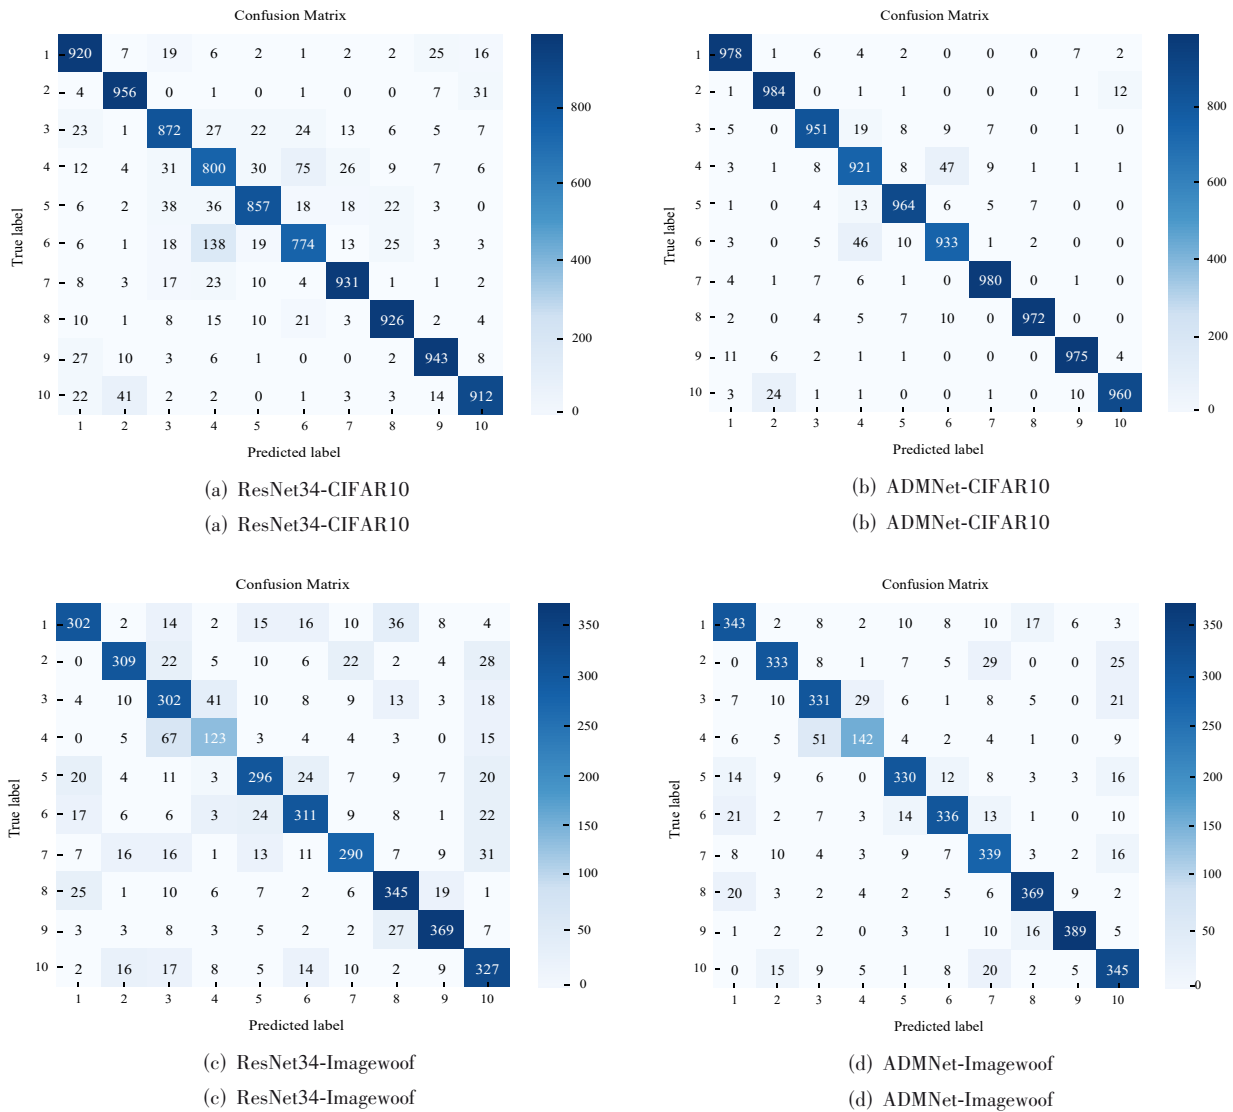 Confusion Matrix
1 920 7 19 6 2 1 2 2 25 16
2 4 956 0 1 0 1 0 0 7 31
3 23 1 872 27 22 24 13 6 5 7
4 12 4 31 800 30 75 26 9 7 6
5 6 2 38 36 857 18 18 22 3 0
6 6 1 18 138 19 774 13 25 3 3
7 8 3 17 23 10 4 931 1 1 2
8 10 1 8 15 10 21 3 926 2 4
9 27 10 3 6 1 0 0 2 943 8
10 22 41 2 2 0 1 3 3 14 912
1 2 3 4 5 6 7 8 9 10
True label
Predicted label
800
600
400
200
0
(a) ResNet34-CIFAR10
(a) ResNet34-CIFAR10
Confusion Matrix
1 978 1 6 4 2 0 0 0 7 2
2 1 984 0 1 1 0 0 0 1 12
3 5 0 951 19 8 9 7 0 1 0
4 3 1 8 921 8 47 9 1 1 1
5 1 0 4 13 964 6 5 7 0 0
6 3 0 5 46 10 933 1 2 0 0
7 4 1 7 6 1 0 980 0 1 0
8 2 0 4 5 7 10 0 972 0 0
9 11 6 2 1 1 0 0 0 975 4
10 3 24 1 1 0 0 1 0 10 960
1 2 3 4 5 6 7 8 9 10
True label
Predicted label
800
600
400
200
0
(b) ADMNet-CIFAR10
(b) ADMNet-CIFAR10
Confusion Matrix
1 302 2 14 2 15 16 10 36 8 4
2 0 309 22 5 10 6 22 2 4 28
3 4 10 302 41 10 8 9 13 3 18
4 0 5 67 123 3 4 4 3 0 15
5 20 4 11 3 296 24 7 9 7 20
6 17 6 6 3 24 311 9 8 1 22
7 7 16 16 1 13 11 290 7 9 31
8 25 1 10 6 7 2 6 345 19 1
9 3 3 8 3 5 2 2 27 369 7
10 2 16 17 8 5 14 10 2 9 327
1 2 3 4 5 6 7 8 9 10
True label
Predicted label
350
300
250
200
150
100
50
0
(c) ResNet34-Imagewoof
(c) ResNet34-Imagewoof
Confusion Matrix
1 343 2 8 2 10 8 10 17 6 3
2 0 333 8 1 7 5 29 0 0 25
3 7 10 331 29 6 1 8 5 0 21
4 6 5 51 142 4 2 4 1 0 9
5 14 9 6 0 330 12 8 3 3 16
6 21 2 7 3 14 336 13 1 0 10
7 8 10 4 3 9 7 339 3 2 16
8 20 3 2 4 2 5 6 369 9 2
9 1 2 2 0 3 1 10 16 389 5
10 0 15 9 5 1 8 20 2 5 345
1 2 3 4 5 6 7 8 9 10
True label
Predicted label
350
300
250
200
150
100
50
0
(d) ADMNet-Imagewoof
(d) ADMNet-Imagewoof